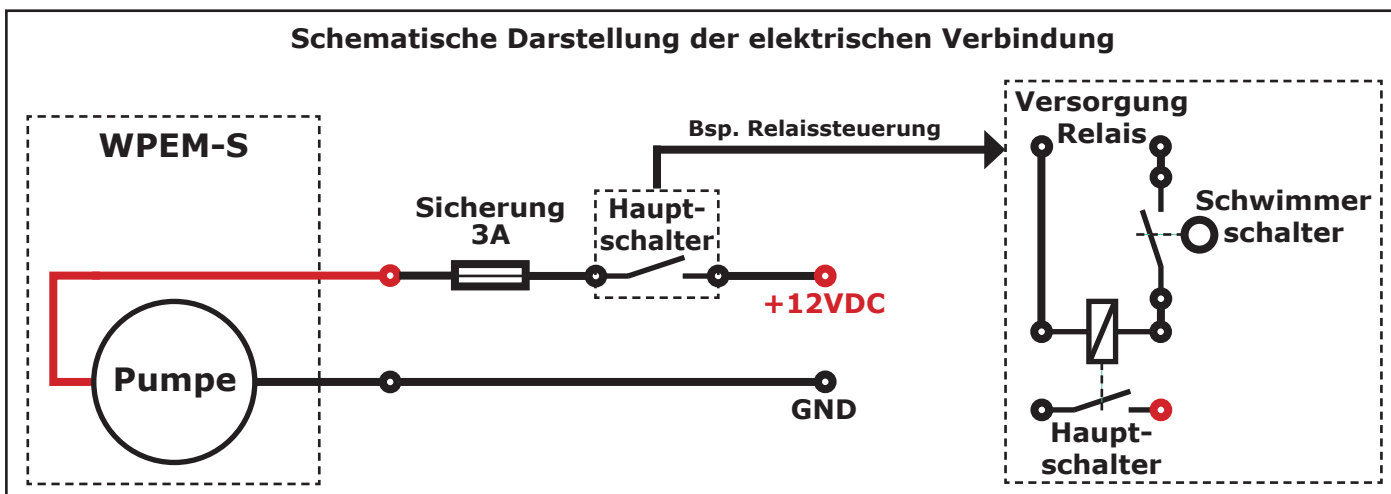 Schematische Darstellung der elektrischen Verbindung
WPEM-S
Pumpe
Sicherung
3A
Haupt-
schalter
+12VDC
GND
Bsp. Relaissteuerung
Versorgung
Relais
Schwimmer
schalter
Haupt-
schalter